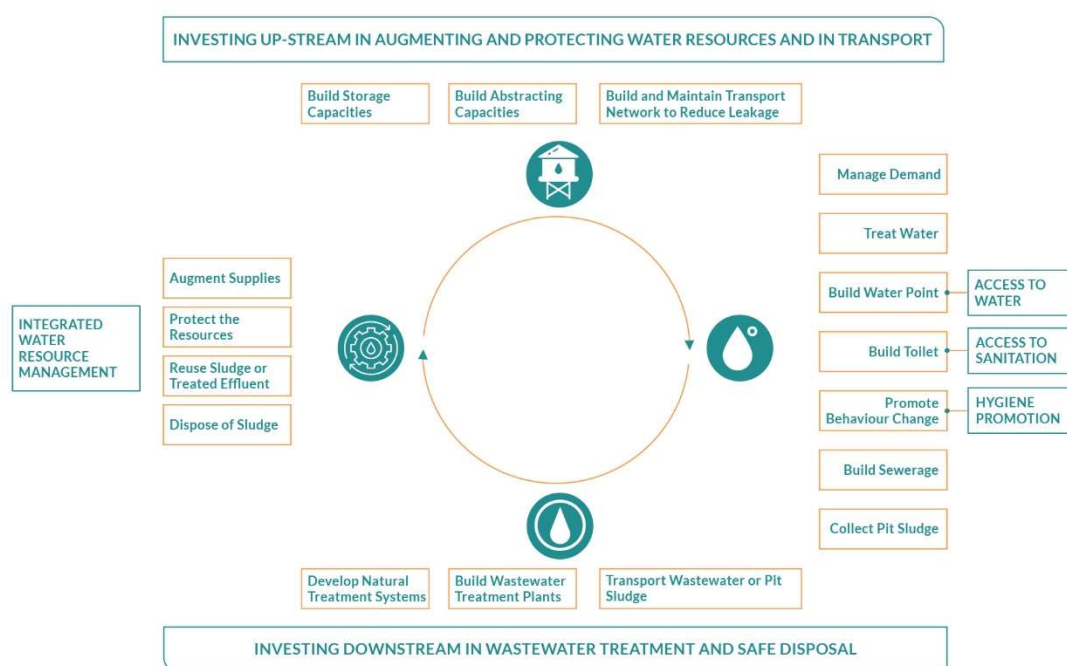 INVESTING UP-STREAM IN AUGMENTING AND PROTECTING WATER RESOURCES AND IN TRANSPORT
Build Storage
Capacities
Build Abstracting
Capacities
Build and Maintain Transport
Network to Reduce Leakage
Manage Demand
Treat Water
Build Water Point
ACCESS TO
WATER
Build Toilet
ACCESS TO
SANITATION
Promote
Behaviour Change
HYGIENE
PROMOTION
Build Sewerage
Collect Pit Sludge
INTEGRATED
WATER
RESOURCE
MANAGEMENT
Augment Supplies
Protect the
Resources
Reuse Sludge or
Treated Effluent
Dispose of Sludge
Develop Natural
Treatment Systems
Build Wastewater
Treatment Plants
Transport Wastewater or Pit
Sludge
INVESTING DOWNSTREAM IN WASTEWATER TREATMENT AND SAFE DISPOSAL